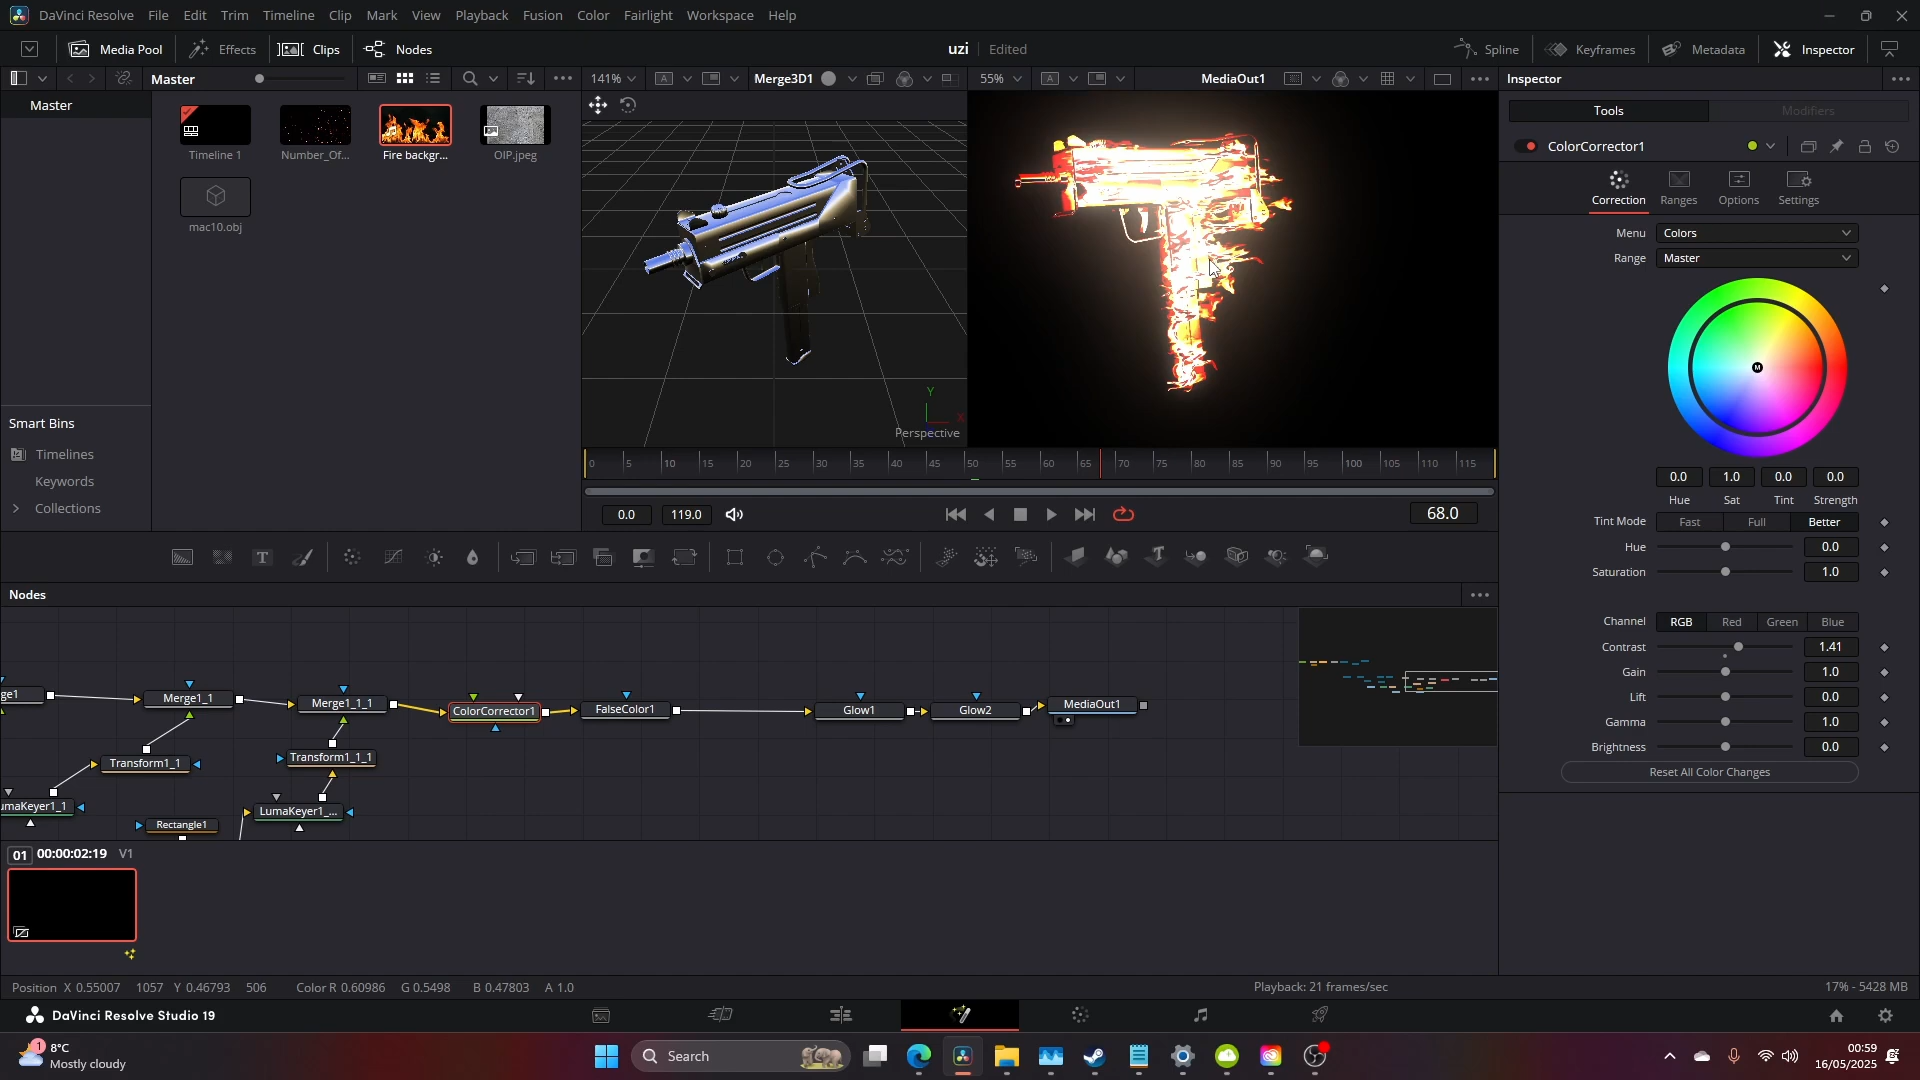 DaVinci Resolve File Edit Trim Timeline Clip Mark View Playback Fusion Color Fairlight Workspace Help
Media Pool Effects Clips Nodes uzi Edited Spline Keyframes Metadata Inspector
Master 141% A Merge3D1 55% A MediaOut1 Inspector
Master
Timeline 1 Number_Of... Fire backgr... OIP.jpeg
mac10.obj
Smart Bins
Timelines
Keywords
Collections
Y
X
Perspective
0 5 10 15 20 25 30 35 40 45 50 55 60 65 70 75 80 85 90 95 100 105 110 115
0.0 119.0 68.0
T T
Tools Modifiers
ColorCorrector1
Correction Ranges Options Settings
Menu Colors
Range Master
M
0.0 1.0 0.0 0.0
Hue Sat Tint Strength
Tint Mode Fast Full Better
Hue 0.0
Saturation 1.0
Channel RGB Red Green Blue
Contrast 1.41
Gain 1.0
Lift 0.0
Gamma 1.0
Brightness 0.0
Reset All Color Changes
Nodes
ge1 Merge1_1 Merge1_1_1 ColorCorrector1 FalseColor1 Glow1 Glow2 MediaOut1
Transform1_1 Transform1_1_1
umaKeyer1_1 Rectangle1 LumaKeyer1_...
01 00:00:02:19 V1
Position X 0.55007 1057 Y 0.46793 506 Color R 0.60986 G 0.5498 B 0.47803 A 1.0 Playback: 21 frames/sec 17% - 5428 MB
DaVinci Resolve Studio 19
1 8°C
Mostly cloudy
Search
00:59
16/05/2025